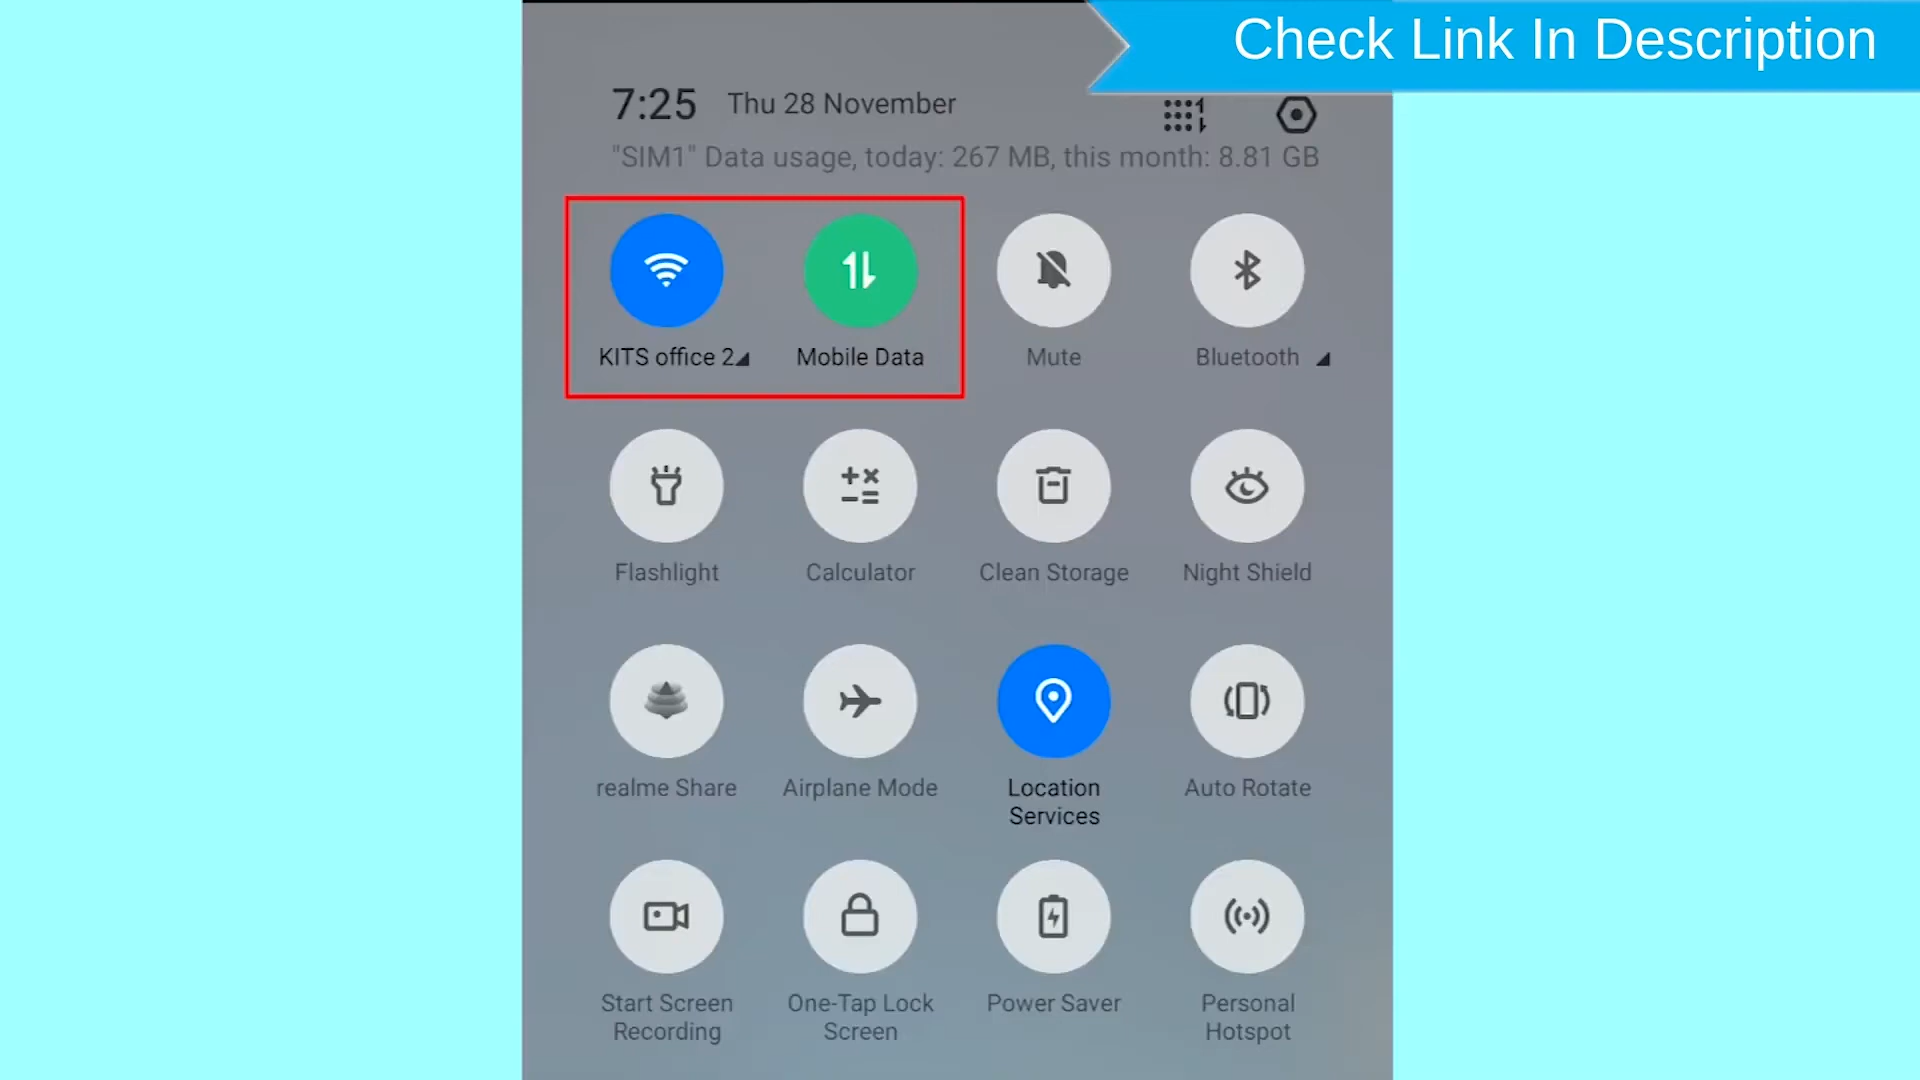 Check Link In Description
7:25 Thu 28 November
"SIM1" Data usage, today: 267 MB, this month: 8.81 GB
KITS office 2 Mobile Data Mute Bluetooth
Flashlight Calculator Clean Storage Night Shield
realme Share Airplane Mode Location Services Auto Rotate
Start Screen Recording One-Tap Lock Screen Power Saver Personal Hotspot